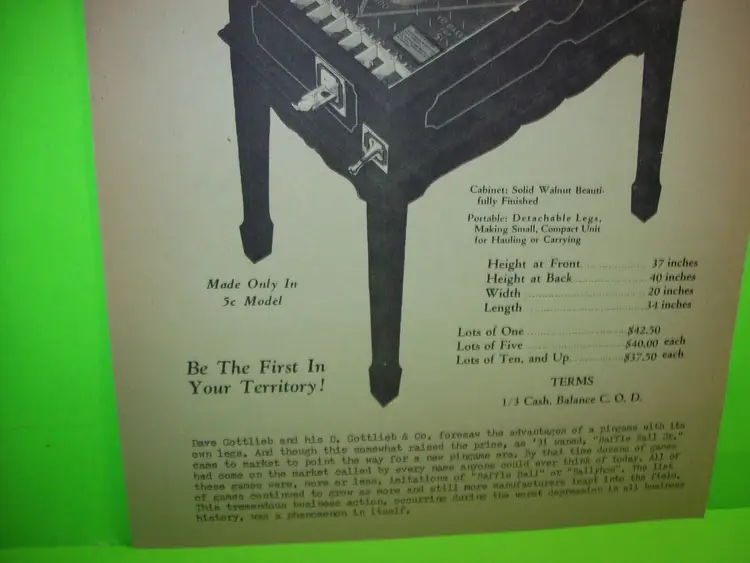 Cabinet: Solid Walnut Beauti-
fully Finished
Portable: Detachable Legs,
Making Small, Compact Unit
for Hauling or Carrying
Height at Front 37 inches
Height at Back 40 inches
Width 20 inches
Length 34 inches
Made Only In
5c Model
Lots of One $42.50
Lots of Five $40.00 each
Lots of Ten, and Up $37.50 each
Be The First In
Your Territory!
TERMS
1/3 Cash, Balance C. O. D.
Dave Gottlieb and his D. Gottlieb & Co. foresaw the advantages of a pingame with its
own legs. And though this somewhat raised the price, as '31 waned, "Baffle Ball Sr."
came to market to point the way for a new pingame era. By that time dozens of games
had come on the market called by every name anyone could ever think of today. All of
these games were, more or less, imitations of "Baffle Ball" or "Ballyhoo". The list
of games continued to grow as more and still more manufacturers leapt into the field.
This tremendous business action, occurring during the worst depression in all business
history, was a phenomenon in itself.